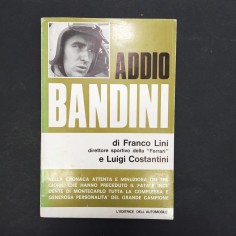 ADDIO
BANDINI
di Franco Lini
direttore sportivo della "Ferrari"
e Luigi Costantini
NELLA CRONACA ATTENTA E MINUZIOSA DEI TRE
GIORNI CHE HANNO PRECEDUTO IL FATALE INCI-
DENTE DI MONTECARLO TUTTA LA COMPLESSA E
GENEROSA PERSONALITA' DEL GRANDE CAMPIONE
L'EDITRICE DELL'AUTOMOBILE